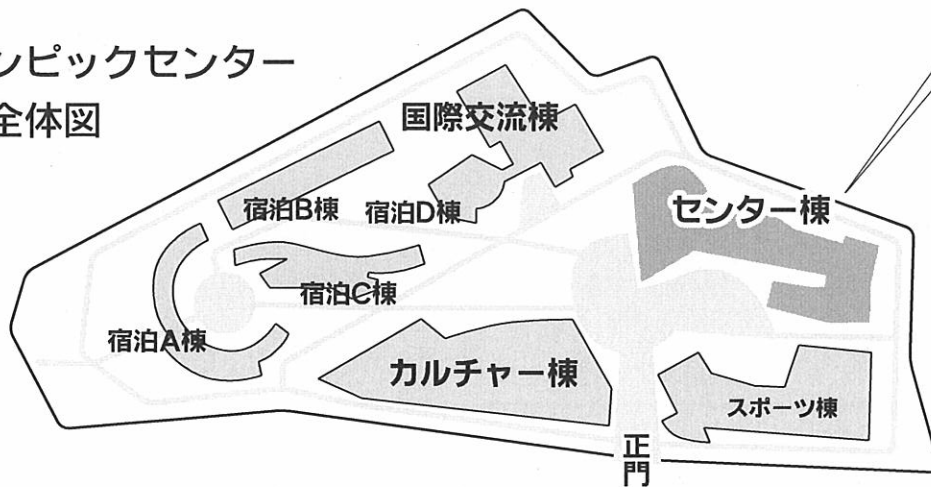 ンピックセンター
全体図
国際交流棟
宿泊B棟
宿泊D棟
センター棟
宿泊C棟
宿泊A棟
カルチャー棟
スポーツ棟
正門